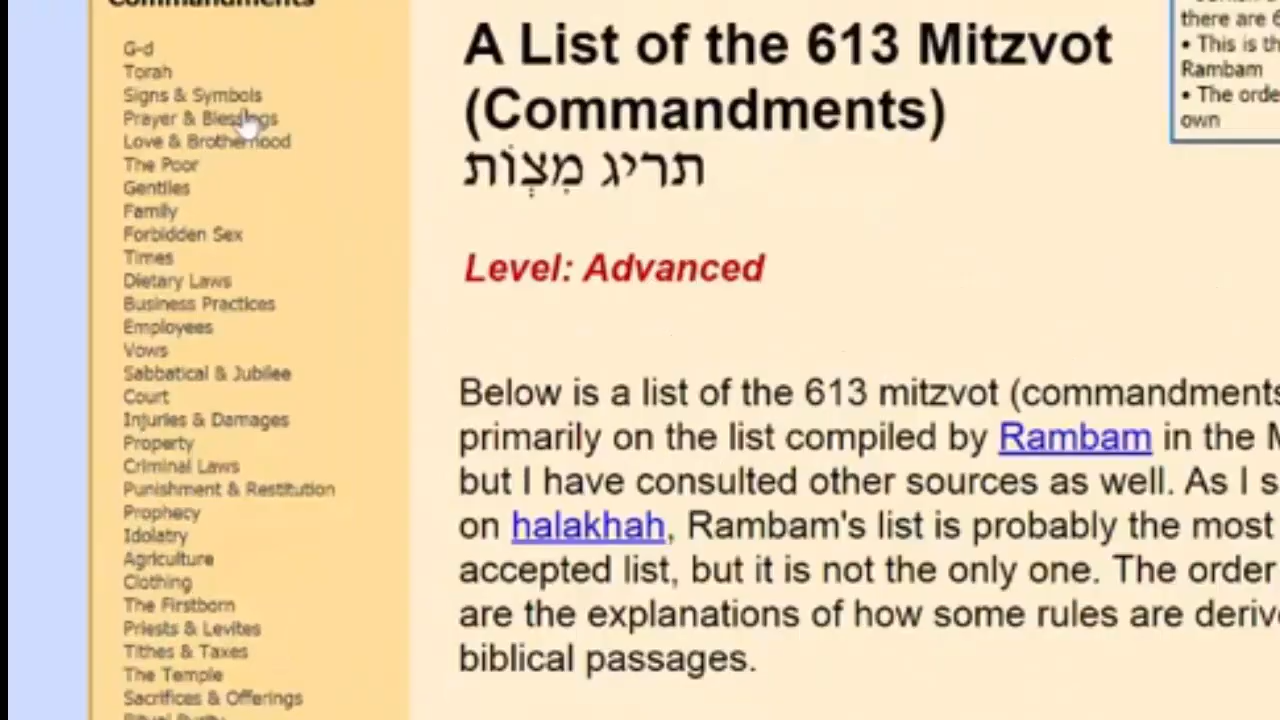 Commandments
G-d
Torah
Signs & Symbols
Prayer & Blessings
Love & Brotherhood
The Poor
Gentiles
Family
Forbidden Sex
Times
Dietary Laws
Business Practices
Employees
Vows
Sabbatical & Jubilee
Court
Injuries & Damages
Property
Criminal Laws
Punishment & Restitution
Prophecy
Idolatry
Agriculture
Clothing
The Firstborn
Priests & Levites
Tithes & Taxes
The Temple
Sacrifices & Offerings
Ritual Purity
A List of the 613 Mitzvot
(Commandments)
תריג מִצְוֹת
Level: Advanced
Below is a list of the 613 mitzvot (commandments
primarily on the list compiled by Rambam in the M
but I have consulted other sources as well. As I s
on halakhah, Rambam's list is probably the most
accepted list, but it is not the only one. The order
are the explanations of how some rules are derive
biblical passages.
there are 6
• This is th
Rambam
• The orde
own